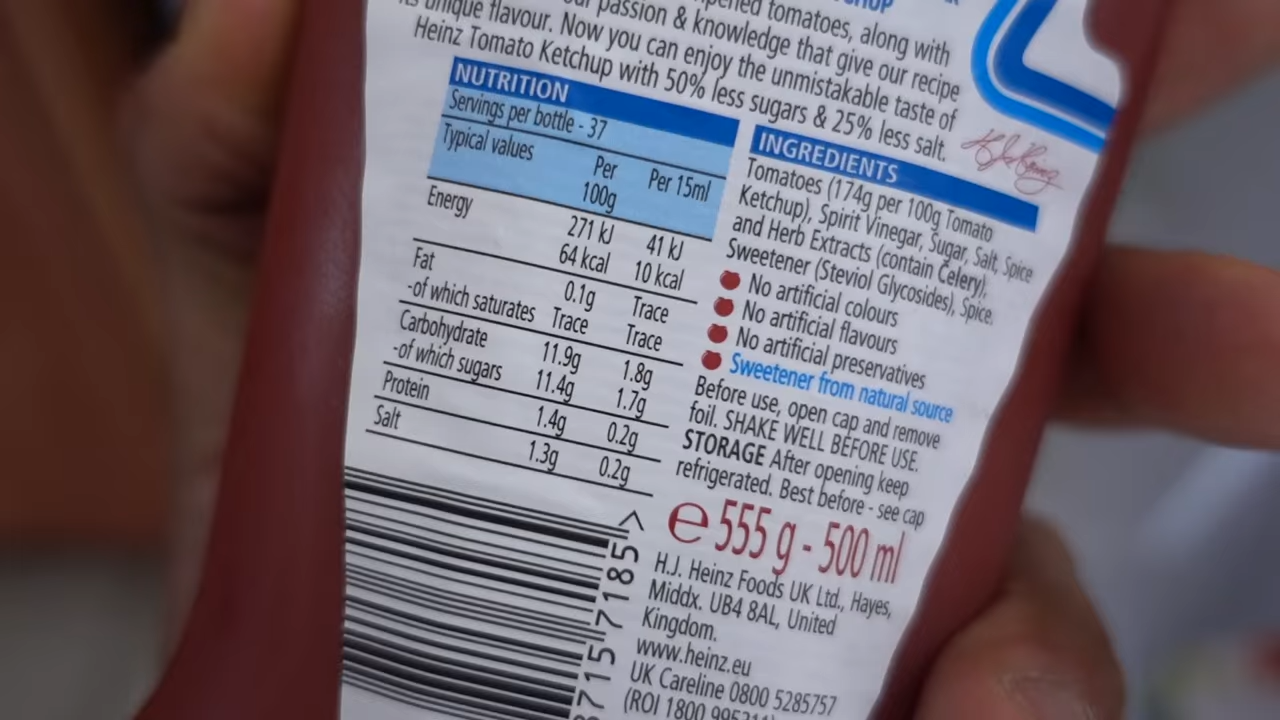 tomatoes, along with
passion & knowledge that give our recipe
unique flavour. Now you can enjoy the unmistakable taste of
Heinz Tomato Ketchup with 50% less sugars & 25% less salt.
NUTRITION
Servings per bottle - 37
Typical values Per 100g Per 15ml
Energy 271 kJ 41 kJ
64 kcal 10 kcal
Fat 0.1g Trace
-of which saturates Trace Trace
Carbohydrate 11.9g 1.8g
-of which sugars 11.4g 1.7g
Protein 1.4g 0.2g
Salt 1.3g 0.2g
INGREDIENTS
Tomatoes (174g per 100g Tomato
Ketchup), Spirit Vinegar, Sugar, Salt, Spice
and Herb Extracts (contain Celery),
Sweetener (Steviol Glycosides), Spice.
No artificial colours
No artificial flavours
No artificial preservatives
Sweetener from natural source
Before use, open cap and remove
foil. SHAKE WELL BEFORE USE.
STORAGE After opening keep
refrigerated. Best before - see cap
e 555 g - 500 ml
H.J. Heinz Foods UK Ltd., Hayes,
Middx. UB4 8AL, United
Kingdom.
www.heinz.eu
UK Careline 0800 5285757
(ROI 1800
715 7185 >